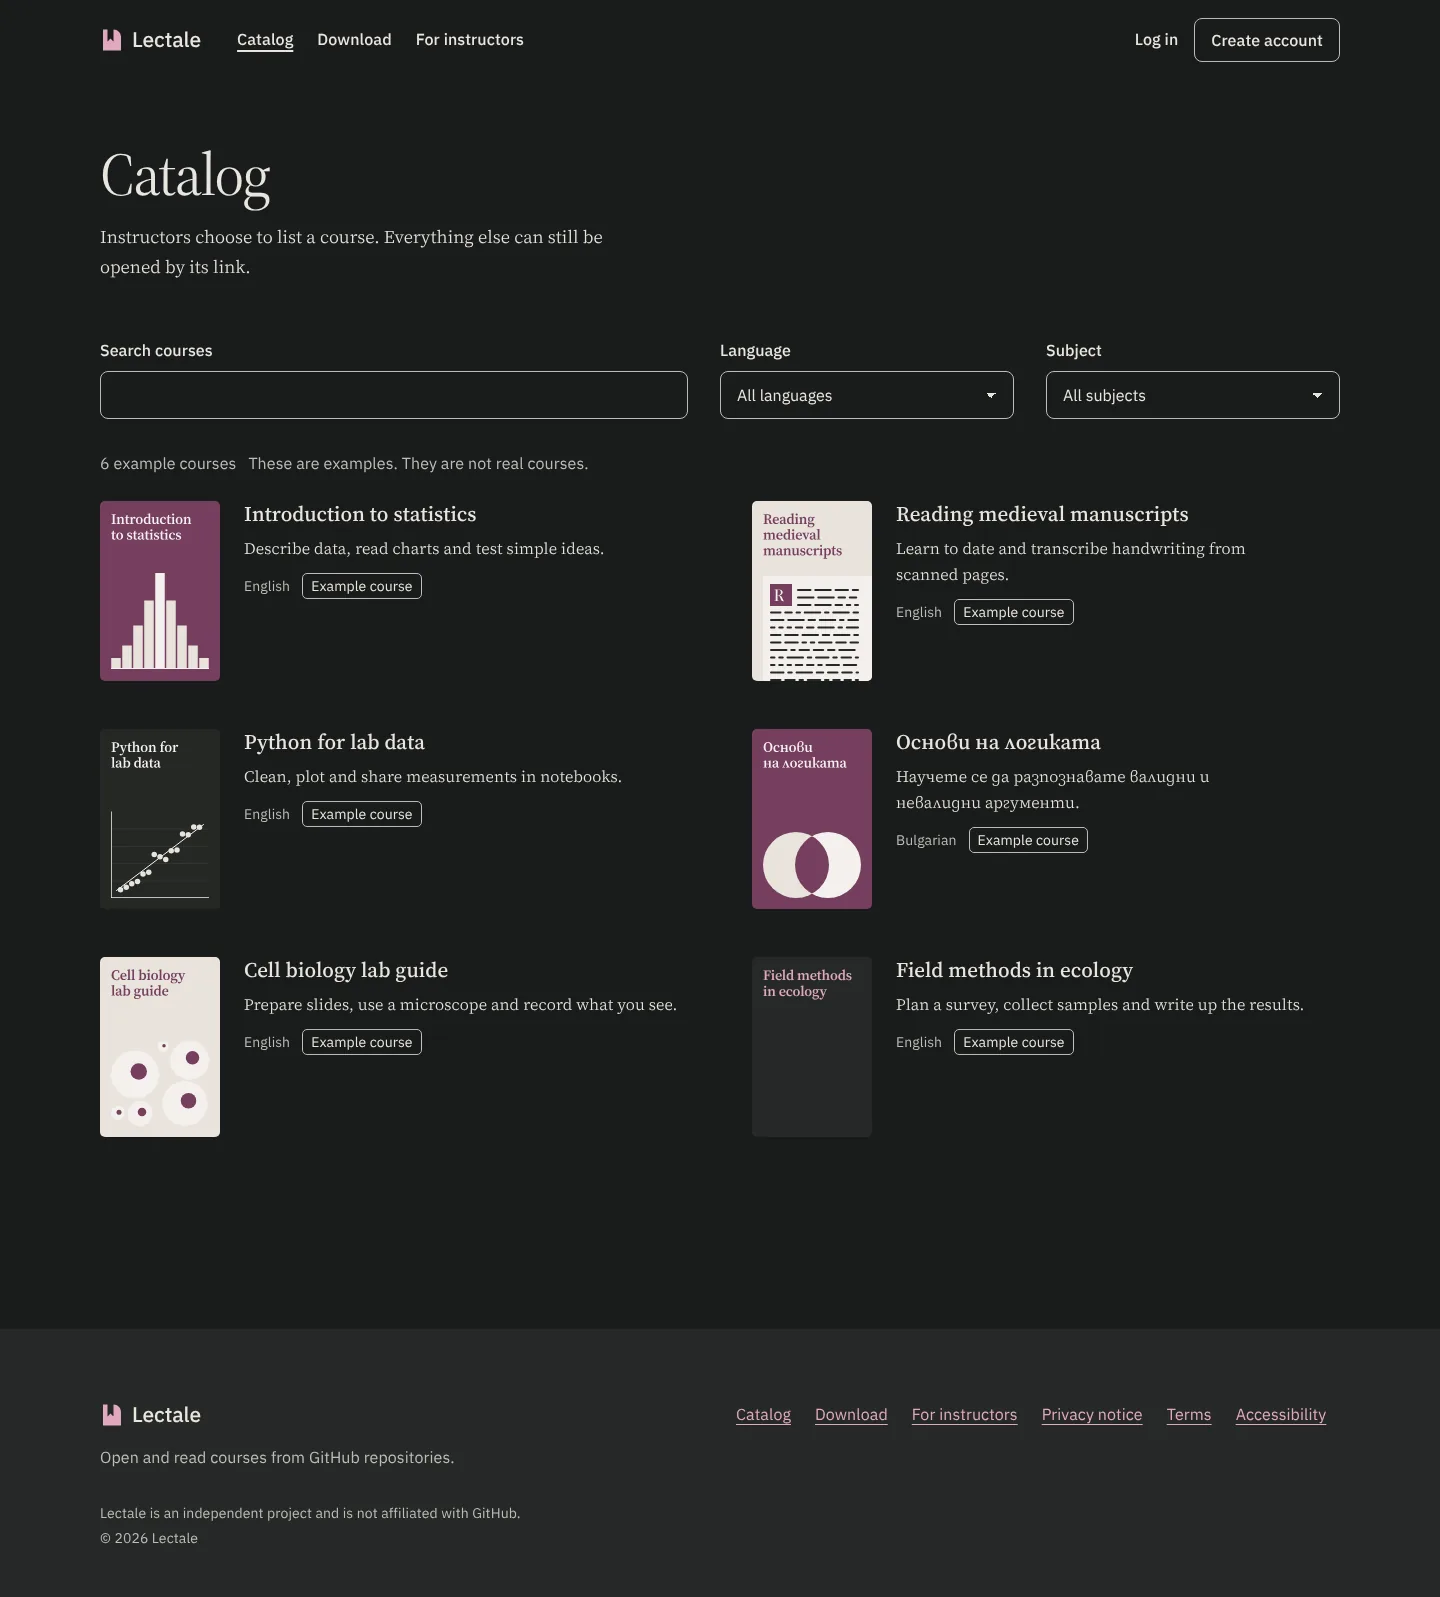 Lectale
Catalog
Download
For instructors
Log in
Create account
Catalog
Instructors choose to list a course. Everything else can still be
opened by its link.
Search courses
Language
Subject
All languages
All subjects
6 example courses These are examples. They are not real courses.
Introduction
to statistics
Introduction to statistics
Describe data, read charts and test simple ideas.
English
Example course
Reading
medieval
manuscripts
R
Reading medieval manuscripts
Learn to date and transcribe handwriting from
scanned pages.
English
Example course
Python for
lab data
Python for lab data
Clean, plot and share measurements in notebooks.
English
Example course
Основи
на логиката
Основи на логиката
Научете се да разпознавате валидни и
невалидни аргументи.
Bulgarian
Example course
Cell biology
lab guide
Cell biology lab guide
Prepare slides, use a microscope and record what you see.
English
Example course
Field methods
in ecology
Field methods in ecology
Plan a survey, collect samples and write up the results.
English
Example course
Lectale
Catalog
Download
For instructors
Privacy notice
Terms
Accessibility
Open and read courses from GitHub repositories.
Lectale is an independent project and is not affiliated with GitHub.
© 2026 Lectale